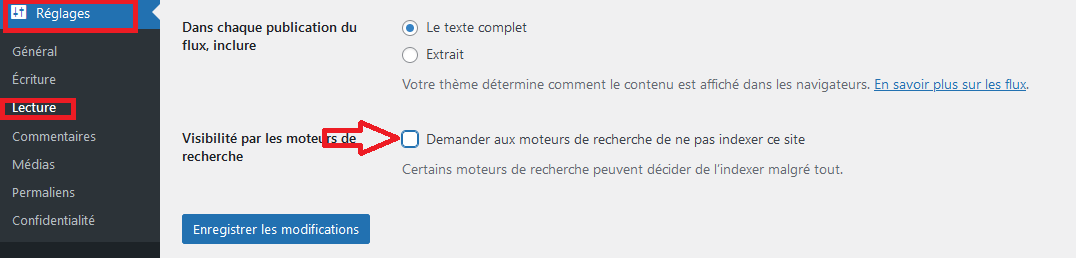 Réglages
Général
Écriture
Lecture
Commentaires
Médias
Permaliens
Confidentialité
Dans chaque publication du
flux, inclure
Le texte complet
Extrait
Votre thème détermine comment le contenu est affiché dans les navigateurs. En savoir plus sur les flux.
Visibilité par les moteurs de
recherche
Demander aux moteurs de recherche de ne pas indexer ce site
Certains moteurs de recherche peuvent décider de l’indexer malgré tout.
Enregistrer les modifications